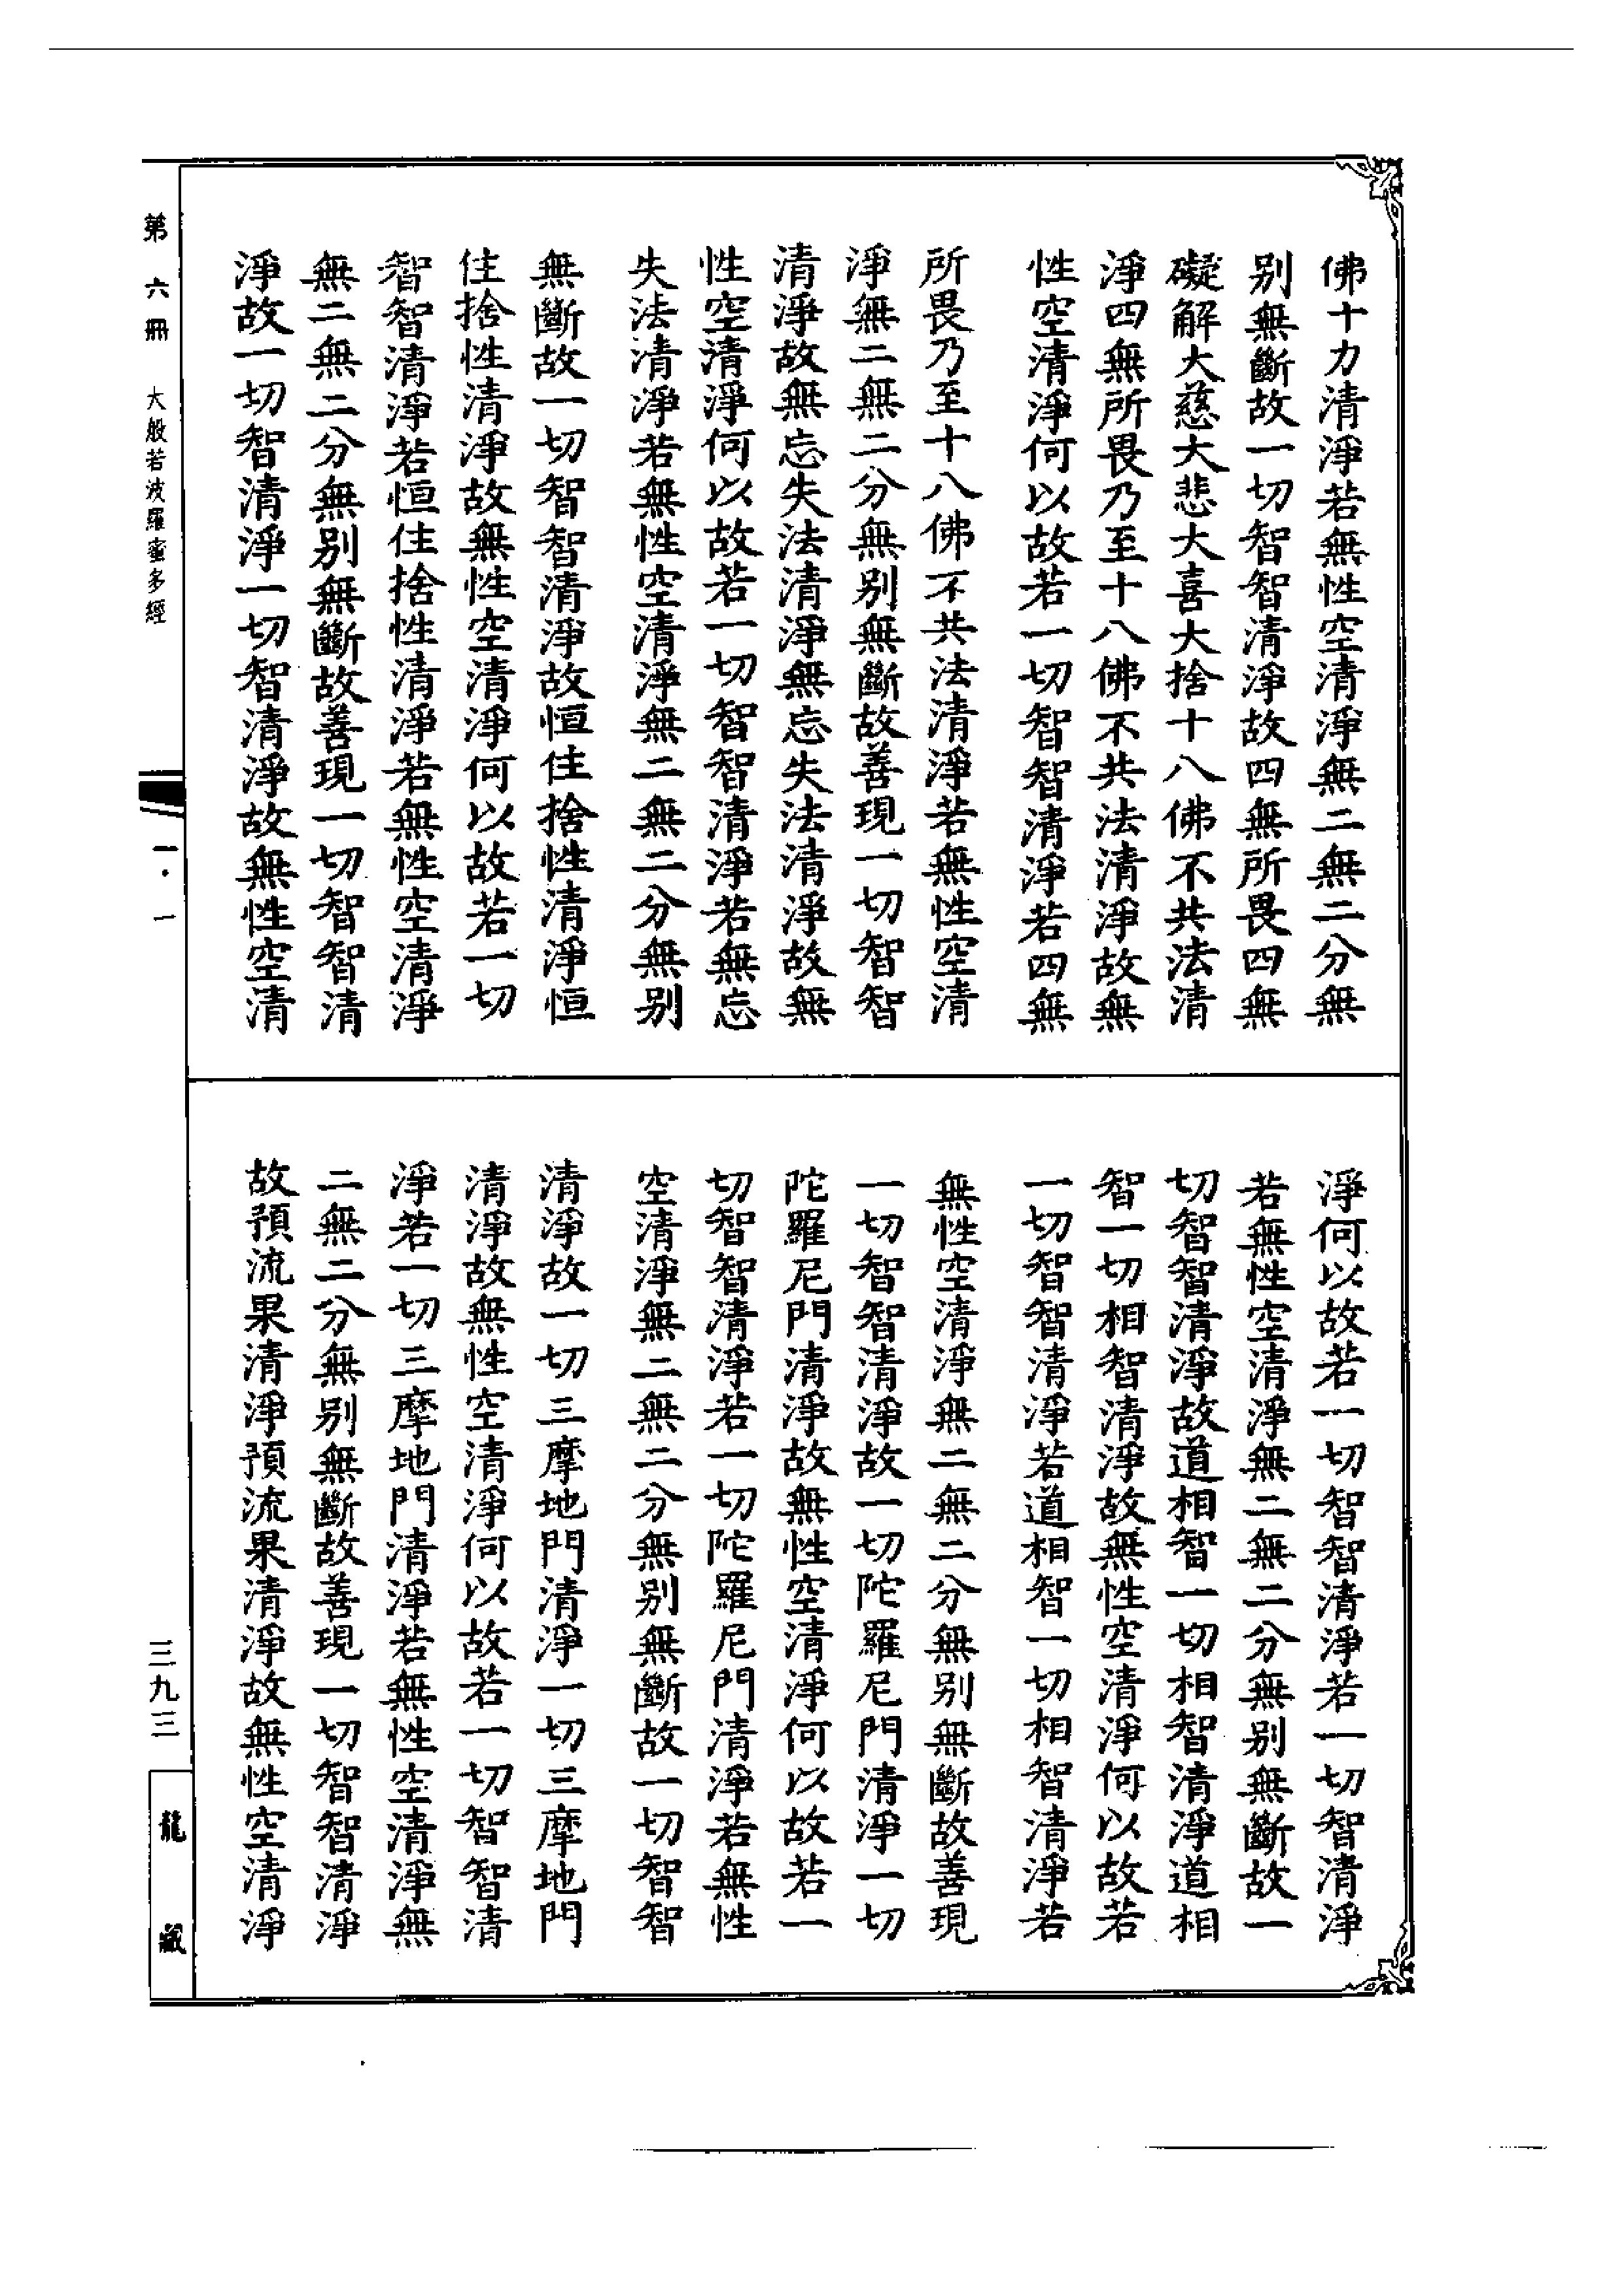 佛十力清淨若無性空清淨無二無二分無
别無斷故一切智智清淨故四無所畏四無
礙解大慈大悲大喜大捨十八佛不共法清
淨四無所畏乃至十八佛不共法清淨故無
性空清淨何以故若一切智智清淨若四無
所畏乃至十八佛不共法清淨若無性空清
淨無二無二分無别無斷故善現一切智智
清淨故無忘失法清淨無忘失法清淨故無
性空清淨何以故若一切智智清淨若無忘
失法清淨若無性空清淨無二無二分無别
無斷故一切智智清淨故恒住捨性清淨恒
住捨性清淨故無性空清淨何以故若一切
智智清淨若恒住捨性清淨若無性空清淨
無二無二分無别無斷故善現一切智智清
淨故一切智清淨一切智清淨故無性空清
淨何以故若一切智智清淨若一切智清淨
若無性空清淨無二無二分無别無斷故一
切智智清淨故道相智一切相智清淨道相
智一切相智清淨故無性空清淨何以故若
一切智智清淨若道相智一切相智清淨若
無性空清淨無二無二分無别無斷故善現
一切智智清淨故一切陀羅尼門清淨一切
陀羅尼門清淨故無性空清淨何以故若一
切智智清淨若一切陀羅尼門清淨若無性
空清淨無二無二分無别無斷故一切智智
清淨故一切三摩地門清淨一切三摩地門
清淨故無性空清淨何以故若一切智智清
淨若一切三摩地門清淨若無性空清淨無
二無二分無别無斷故善現一切智智清淨
故預流果清淨預流果清淨故無性空清淨
第六冊 大般若波羅蜜多經 一·一
三九三
龍藏